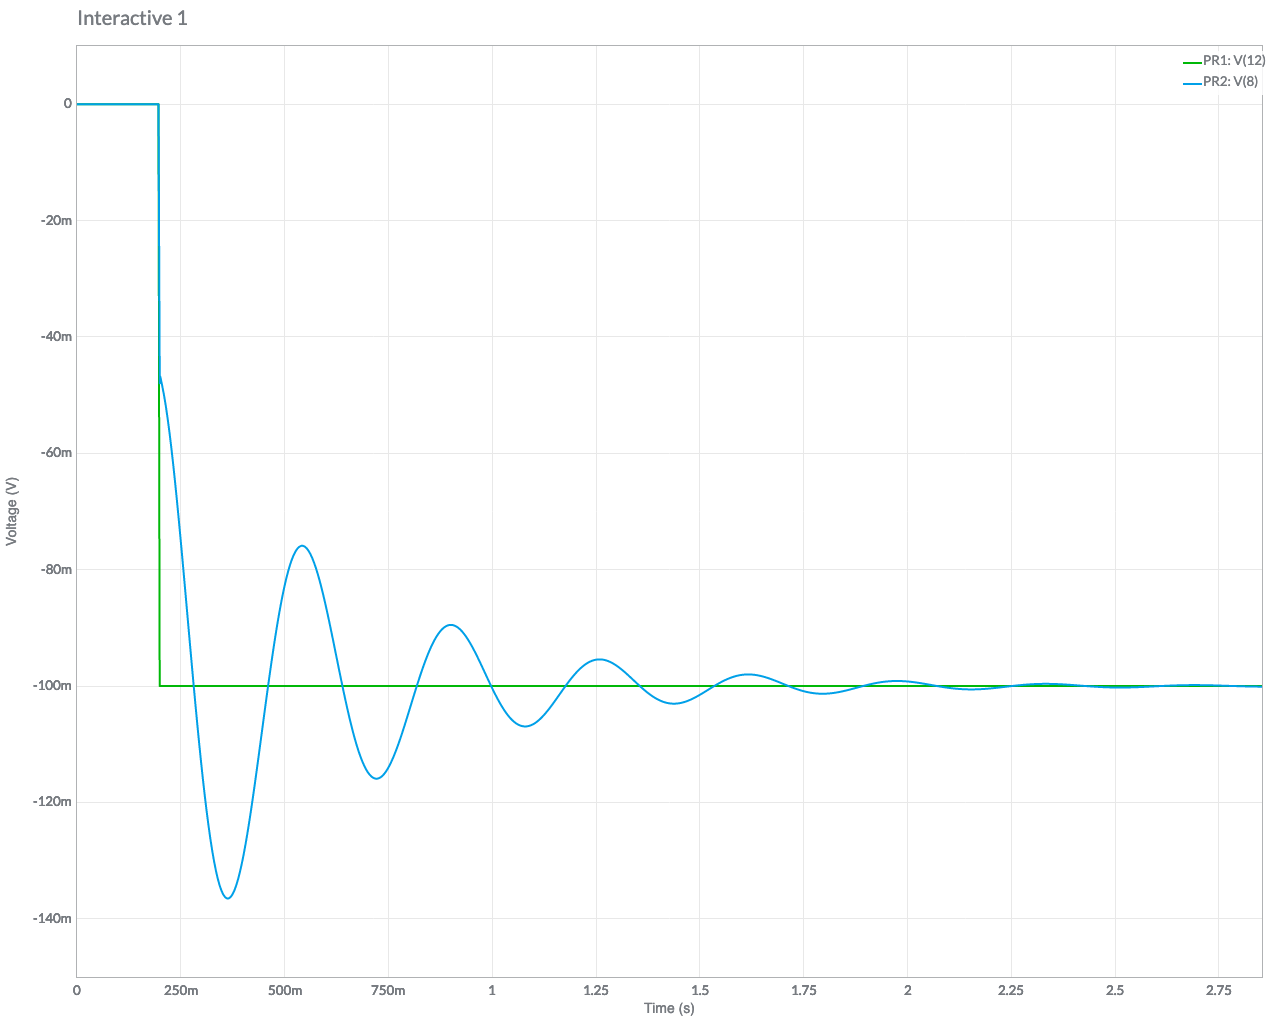 Interactive 1
PR1: V(12)
PR2: V(8)
0
-20m
-40m
-60m
-80m
-100m
-120m
-140m
Voltage (V)
0
250m
500m
750m
1
1.25
1.5
1.75
2
2.25
2.5
2.75
Time (s)